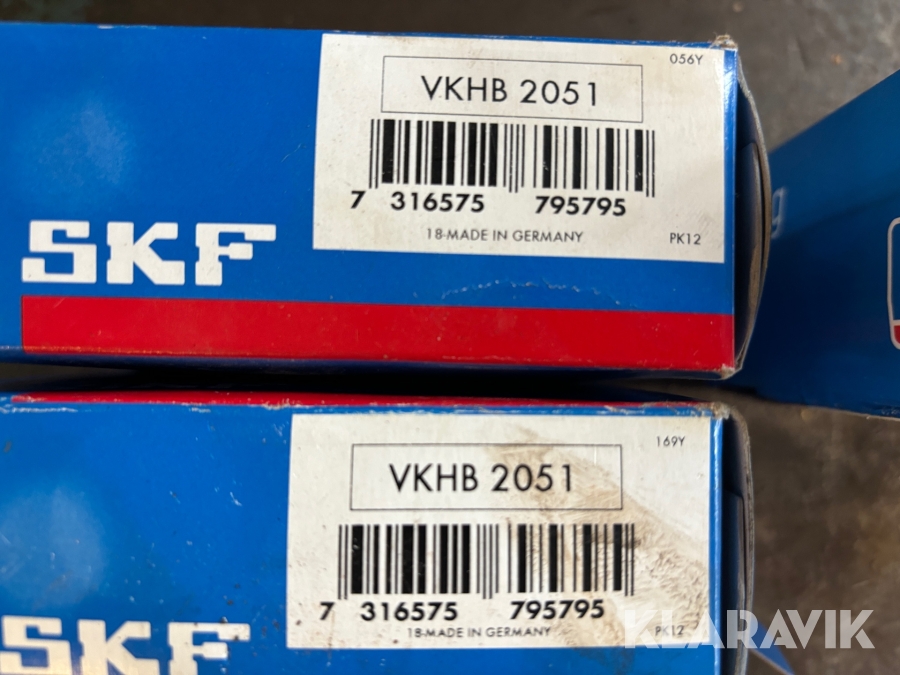 056Y
VKHB 2051
7 316575 795795
18-MADE IN GERMANY
PK12
SKF
169Y
VKHB 2051
7 316575 795795
18-MADE IN GERMANY
PK12
SKF
KLARAVIK